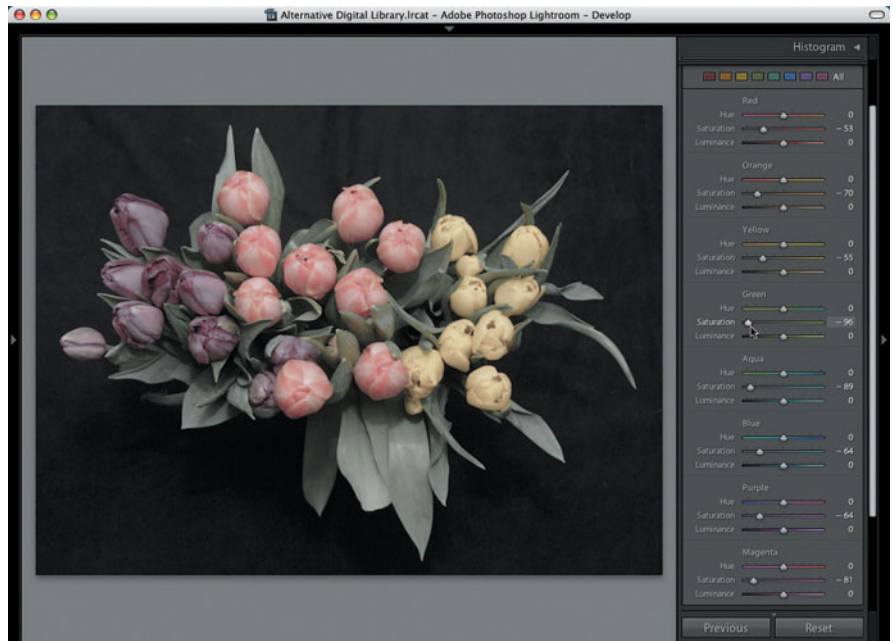 Alternative Digital Library.lrcat – Adobe Photoshop Lightroom – Develop
Histogram
All
Red
Hue 0
Saturation – 53
Luminance 0
Orange
Hue 0
Saturation – 70
Luminance 0
Yellow
Hue 0
Saturation – 55
Luminance 0
Green
Hue 0
Saturation – 96
Luminance 0
Aqua
Hue 0
Saturation – 89
Luminance 0
Blue
Hue 0
Saturation – 64
Luminance 0
Purple
Hue 0
Saturation – 64
Luminance 0
Magenta
Hue 0
Saturation – 81
Luminance 0
Previous Reset